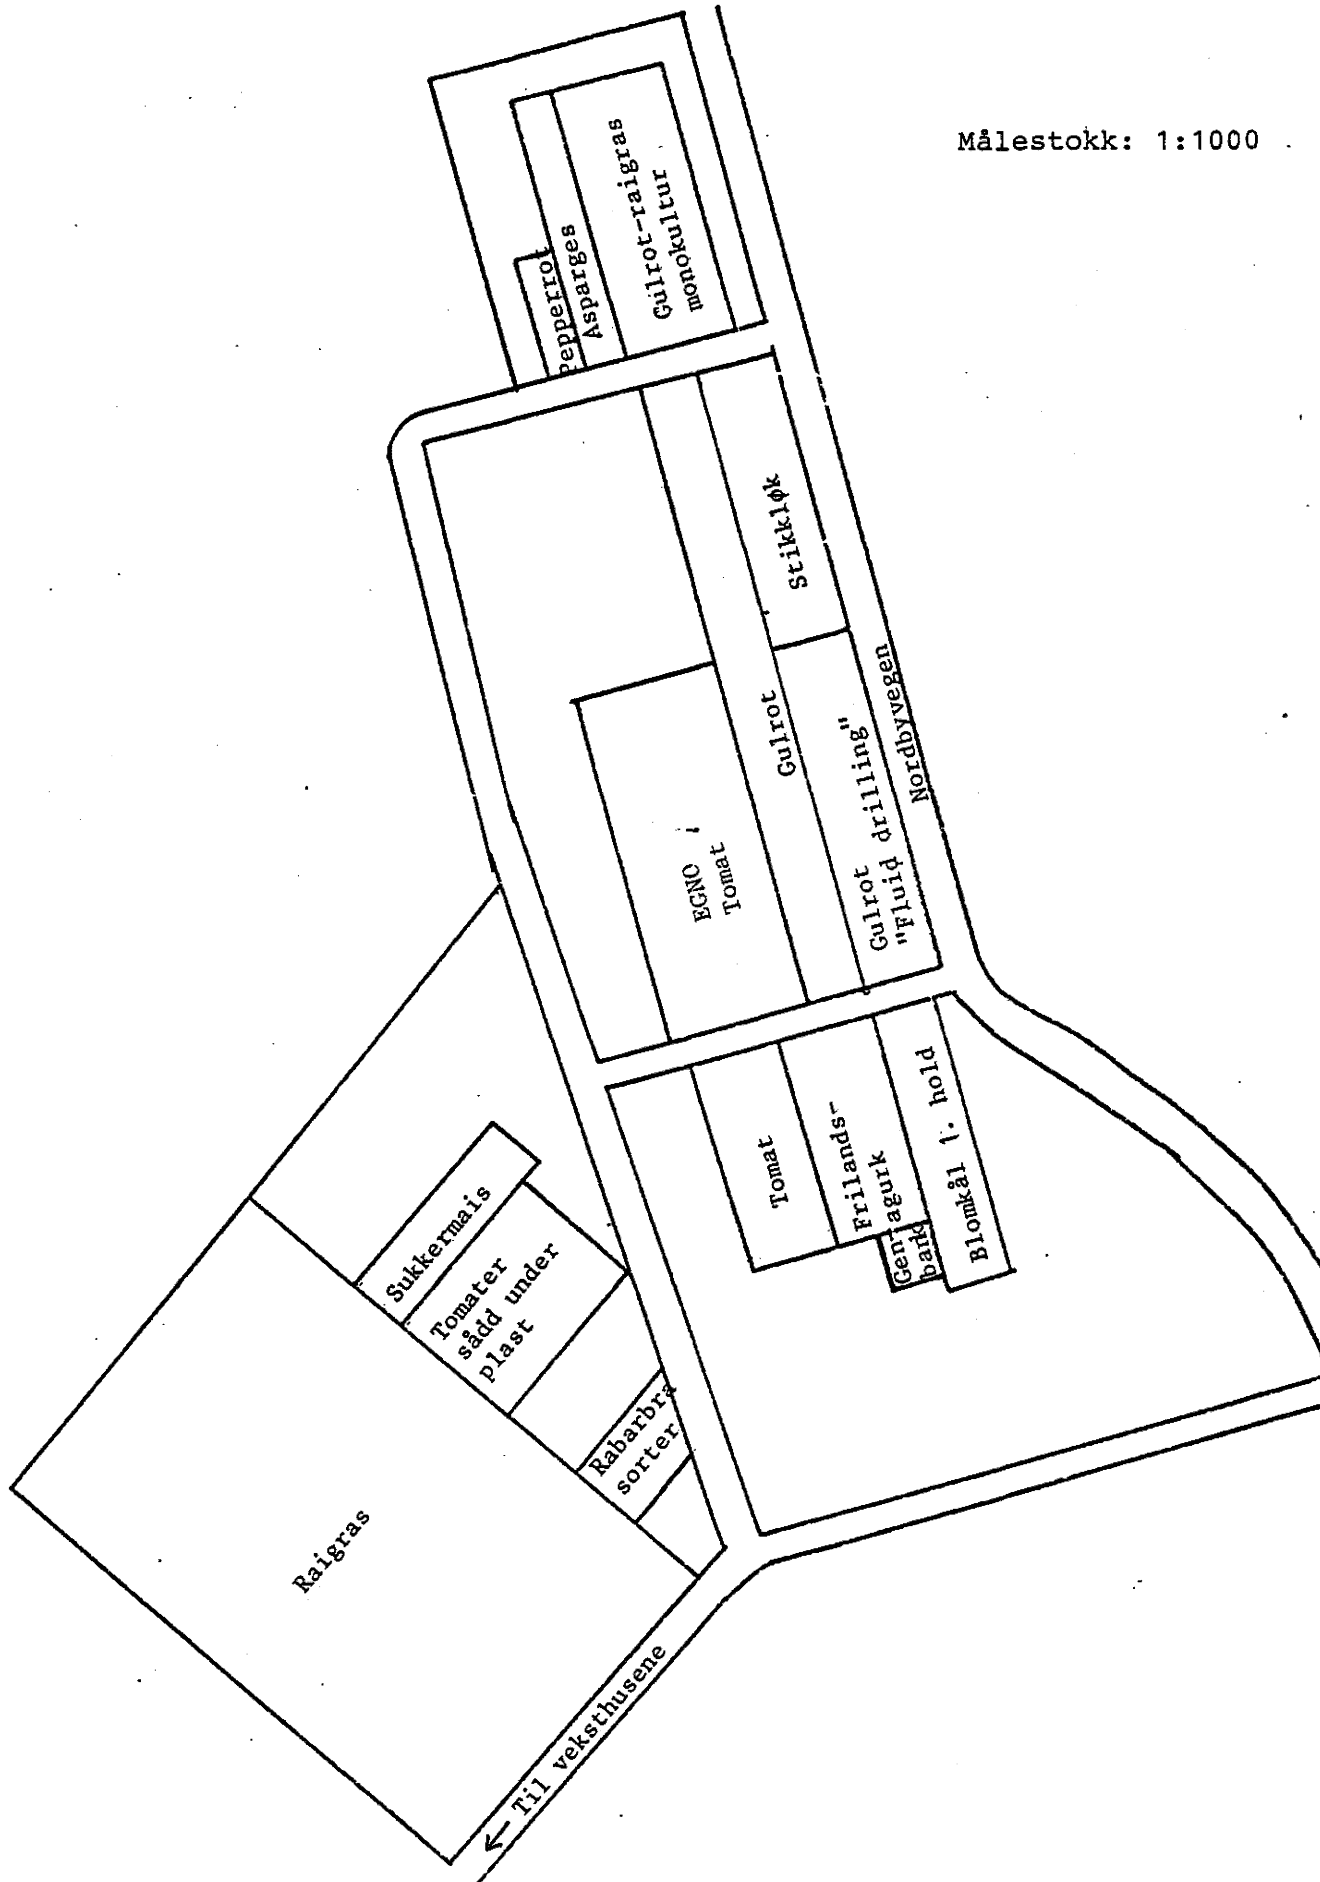 Målestokk: 1:1000
Pepperrot
Asparges
Gulrot-raigras
monokultur
Stikkløk
Gulrot
Gulrot
"Fluid drilling"
Nordbyvegen
EGNO
Tomat
Tomat
Frilands-
agurk
Gen-
bank
Blomkål 1. hold
Sukkermais
Tomater
sådd under
plast
Rabarbra
sorter
Raigras
← Til veksthusene